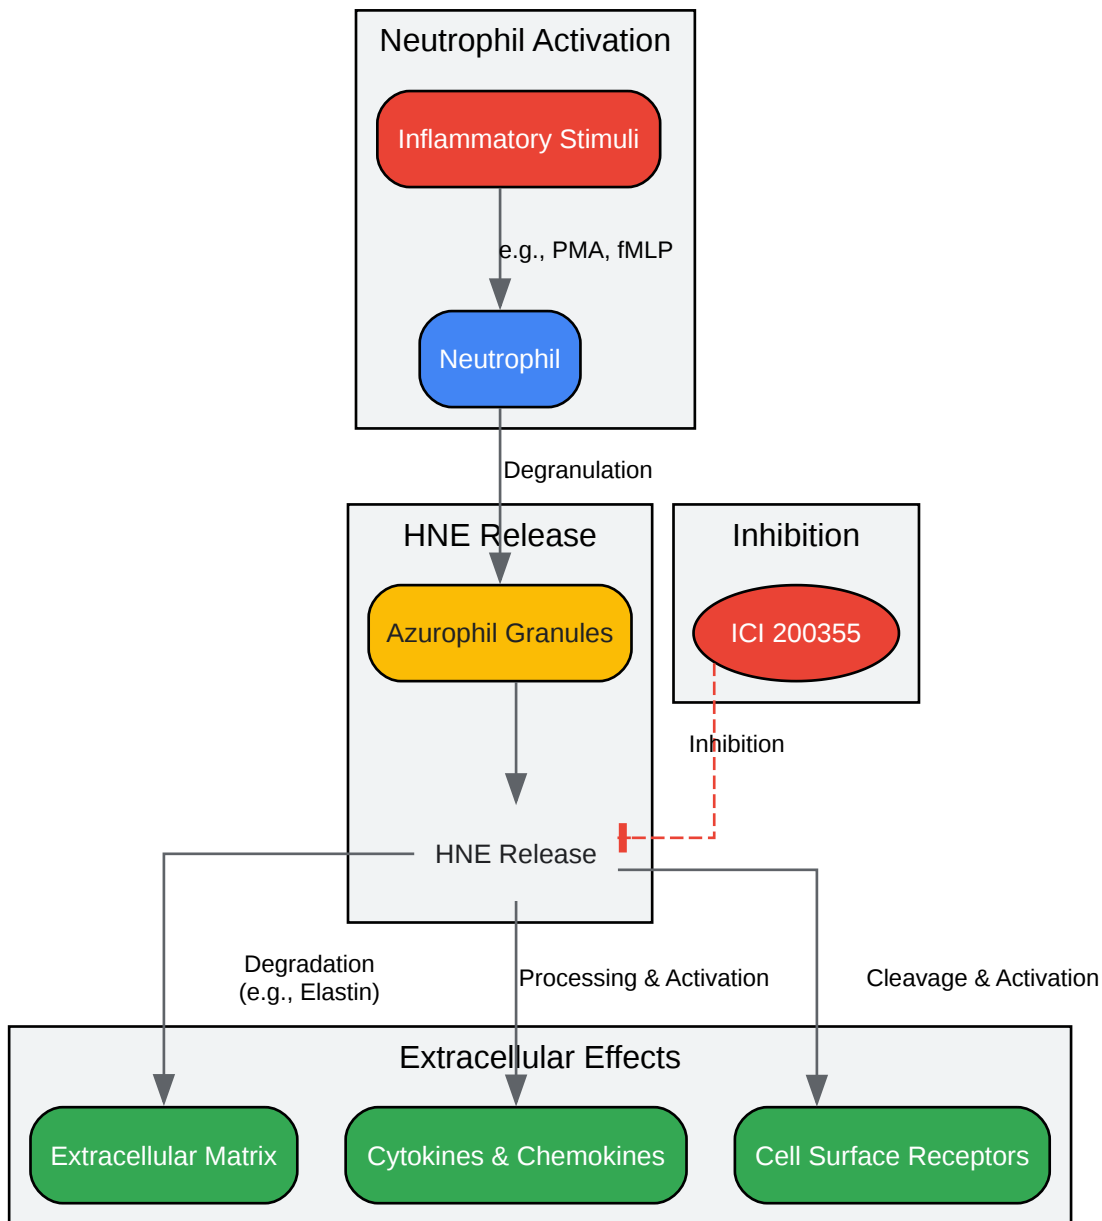 Neutrophil Activation
Inflammatory Stimuli
e.g., PMA, fMLP
Neutrophil
Degranulation
HNE Release
Inhibition
Azurophil Granules
ICI 200355
Inhibition
HNE Release
Degradation
(e.g., Elastin)
Processing & Activation
Cleavage & Activation
Extracellular Effects
Extracellular Matrix
Cytokines & Chemokines
Cell Surface Receptors